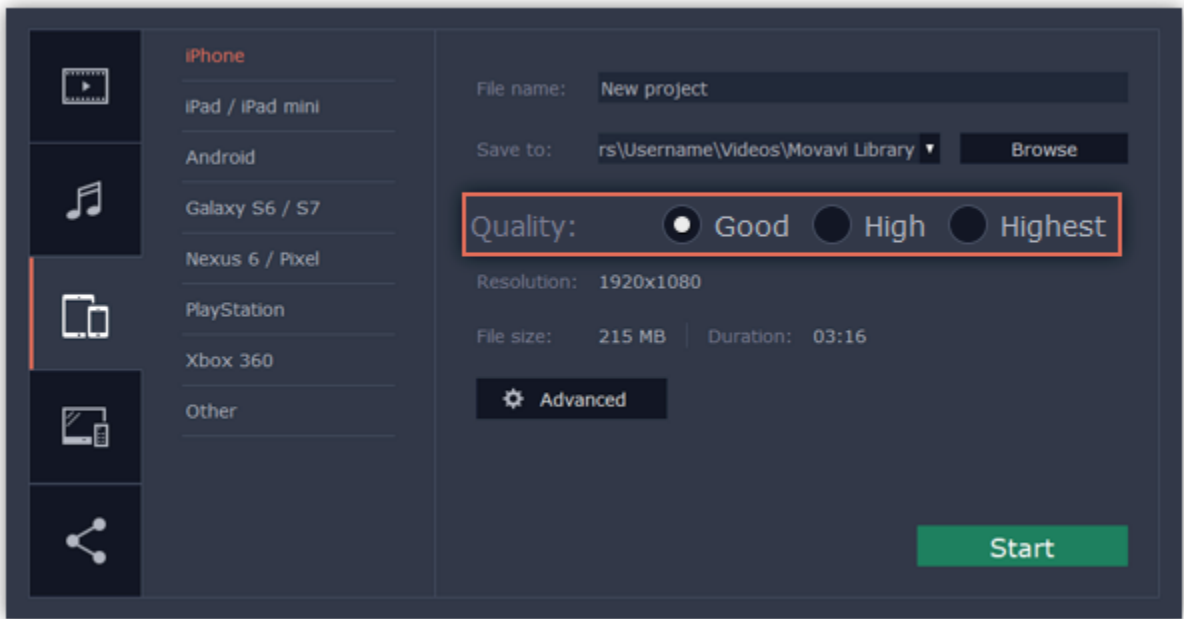 iPhone
iPad / iPad mini
Android
Galaxy S6 / S7
Nexus 6 / Pixel
PlayStation
Xbox 360
Other
File name: New project
Save to: rs\Username\Videos\Movavi Library Browse
Quality: Good High Highest
Resolution: 1920x1080
File size: 215 MB Duration: 03:16
Advanced
Start